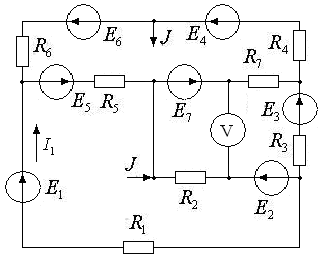 E6 J E4
R6 R4
E5 R5 E7 R7
I1 V E3
E1 J R2 E2 R3
R1